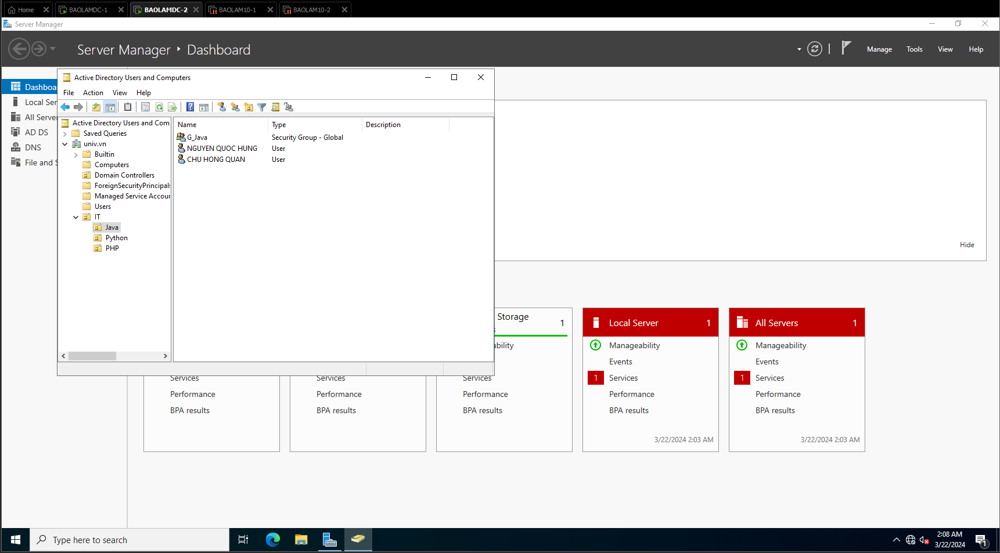 Home
BAOLAMDC-1
BAOLAMDC-2
BAOLAM10-1
BAOLAM10-2
Server Manager
Server Manager
Dashboard
Manage
Tools
View
Help
Dashboa
Local Ser
All Server
AD DS
DNS
File and S
Active Directory Users and Computers
File
Action
View
Help
Active Directory Users and Com
Saved Queries
univ.vn
Builtin
Computers
Domain Controllers
ForeignSecurityPrincipals
Managed Service Accoun
Users
IT
Java
Python
PHP
Name
Type
Description
G_Java
Security Group - Global
NGUYEN QUOC HUNG
User
CHU HONG QUAN
User
Hide
Services
Performance
BPA results
Services
Performance
BPA results
Storage
1
ability
Services
Performance
BPA results
Local Server
1
Manageability
Events
1
Services
Performance
BPA results
3/22/2024 2:03 AM
All Servers
1
Manageability
Events
1
Services
Performance
BPA results
3/22/2024 2:03 AM
Type here to search
2:08 AM
3/22/2024
1